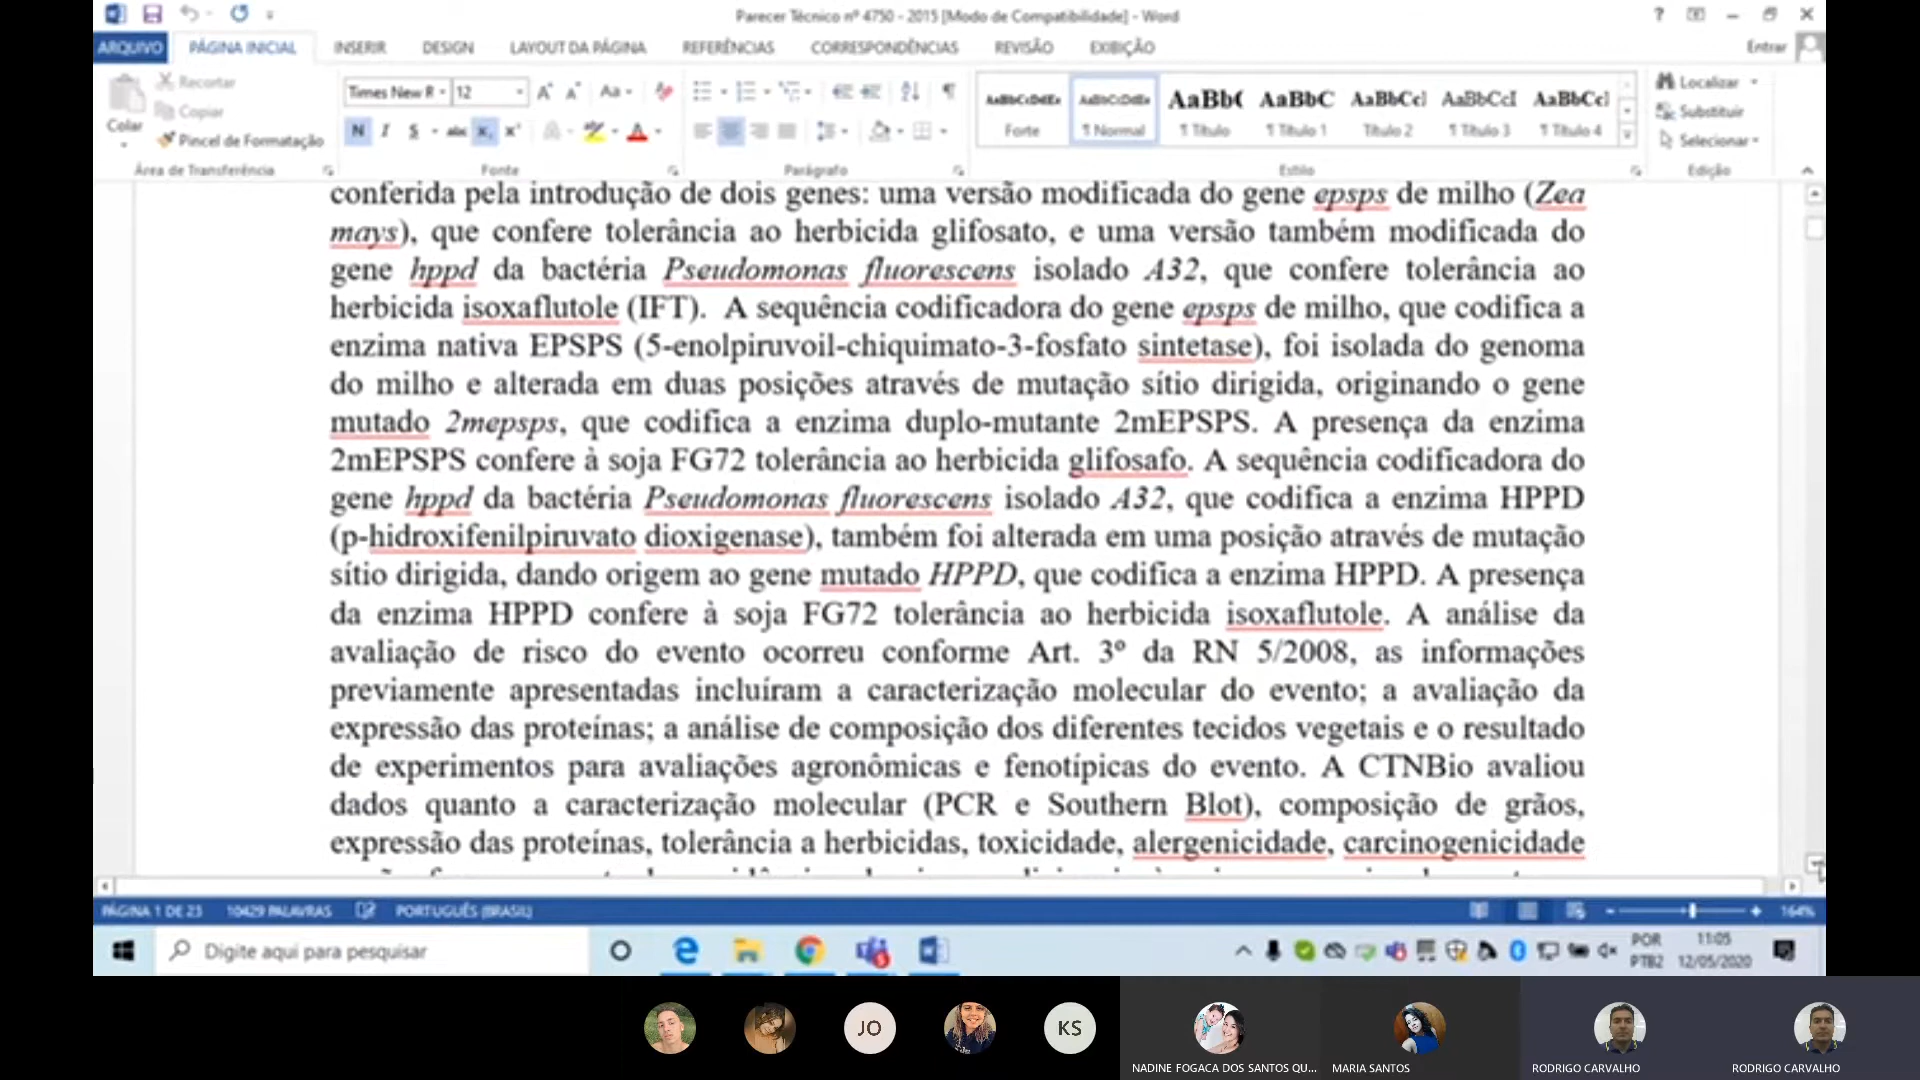 Parecer Técnico nº 4750 - 2015 [Modo de Compatibilidade] - Word
ARQUIVO PÁGINA INICIAL INSERIR DESIGN LAYOUT DA PÁGINA REFERÊNCIAS CORRESPONDÊNCIAS REVISÃO EXIBIÇÃO Entrar
Colar
Recortar
Copiar
Pincel de Formatação
Área de Transferência
Times New R 12
Aa
N I S abc X₂ X²
Fonte
Parágrafo
AaBbCcDdEe AaBbCcDdEe AaBb( AaBbC AaBbCcl AaBbCcI AaBbCcl
Forte ¶ Normal ¶ Título ¶ Título 1 Título 2 ¶ Título 3 ¶ Título 4
Estilo
Localizar
Substituir
Selecionar
Edição
conferida pela introdução de dois genes: uma versão modificada do gene epsps de milho (Zea
mays), que confere tolerância ao herbicida glifosato, e uma versão também modificada do
gene hppd da bactéria Pseudomonas fluorescens isolado A32, que confere tolerância ao
herbicida isoxaflutole (IFT). A sequência codificadora do gene epsps de milho, que codifica a
enzima nativa EPSPS (5-enolpiruvoil-chiquimato-3-fosfato sintetase), foi isolada do genoma
do milho e alterada em duas posições através de mutação sítio dirigida, originando o gene
mutado 2mepsps, que codifica a enzima duplo-mutante 2mEPSPS. A presença da enzima
2mEPSPS confere à soja FG72 tolerância ao herbicida glifosafo. A sequência codificadora do
gene hppd da bactéria Pseudomonas fluorescens isolado A32, que codifica a enzima HPPD
(p-hidroxifenilpiruvato dioxigenase), também foi alterada em uma posição através de mutação
sítio dirigida, dando origem ao gene mutado HPPD, que codifica a enzima HPPD. A presença
da enzima HPPD confere à soja FG72 tolerância ao herbicida isoxaflutole. A análise da
avaliação de risco do evento ocorreu conforme Art. 3º da RN 5/2008, as informações
previamente apresentadas incluíram a caracterização molecular do evento; a avaliação da
expressão das proteínas; a análise de composição dos diferentes tecidos vegetais e o resultado
de experimentos para avaliações agronômicas e fenotípicas do evento. A CTNBio avaliou
dados quanto a caracterização molecular (PCR e Southern Blot), composição de grãos,
expressão das proteínas, tolerância a herbicidas, toxicidade, alergenicidade, carcinogenicidade
PÁGINA 1 DE 23 10429 PALAVRAS PORTUGUÊS (BRASIL) 164%
Digite aqui para pesquisar
POR 11:05
PTB2 12/05/2020
JO KS
NADINE FOGACA DOS SANTOS QU... MARIA SANTOS RODRIGO CARVALHO RODRIGO CARVALHO